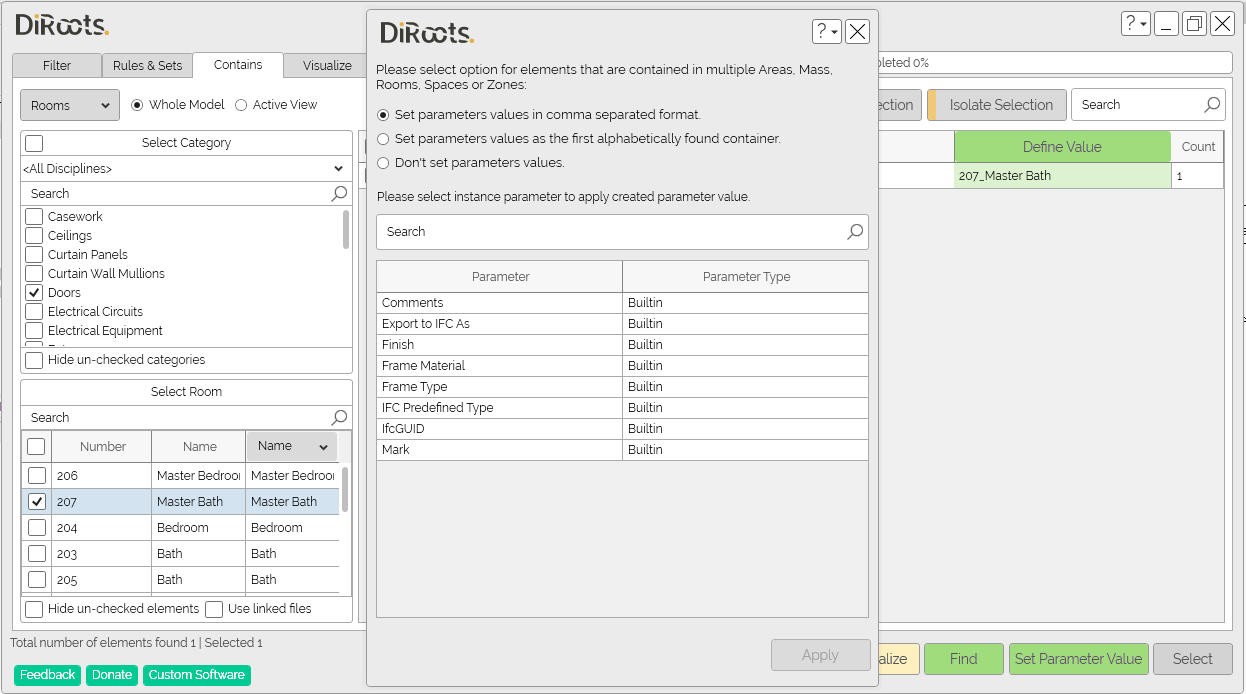 DiRoots.
? 
Filter
Rules & Sets
Contains
Visualize
Rooms
Whole Model
Active View
Select Category
<All Disciplines>
Search
Casework
Ceilings
Curtain Panels
Curtain Wall Mullions
Doors
Electrical Circuits
Electrical Equipment
Hide un-checked categories
Select Room
Search
Number Name Name
206 Master Bedroo Master Bedroo
207 Master Bath Master Bath
204 Bedroom Bedroom
203 Bath Bath
205 Bath Bath
Hide un-checked elements
Use linked files
Total number of elements found 1 | Selected 1
Feedback
Donate
Custom Software
DiRoots.
?
Please select option for elements that are contained in multiple Areas, Mass,
Rooms, Spaces or Zones:
Set parameters values in comma separated format.
Set parameters values as the first alphabetically found container.
Don't set parameters values.
Please select instance parameter to apply created parameter value.
Search
Parameter Parameter Type
Comments Builtin
Export to IFC As Builtin
Finish Builtin
Frame Material Builtin
Frame Type Builtin
IFC Predefined Type Builtin
IfcGUID Builtin
Mark Builtin
Apply
pleted 0%
ection
Isolate Selection
Search
Define Value Count
207_Master Bath 1
alize
Find
Set Parameter Value
Select